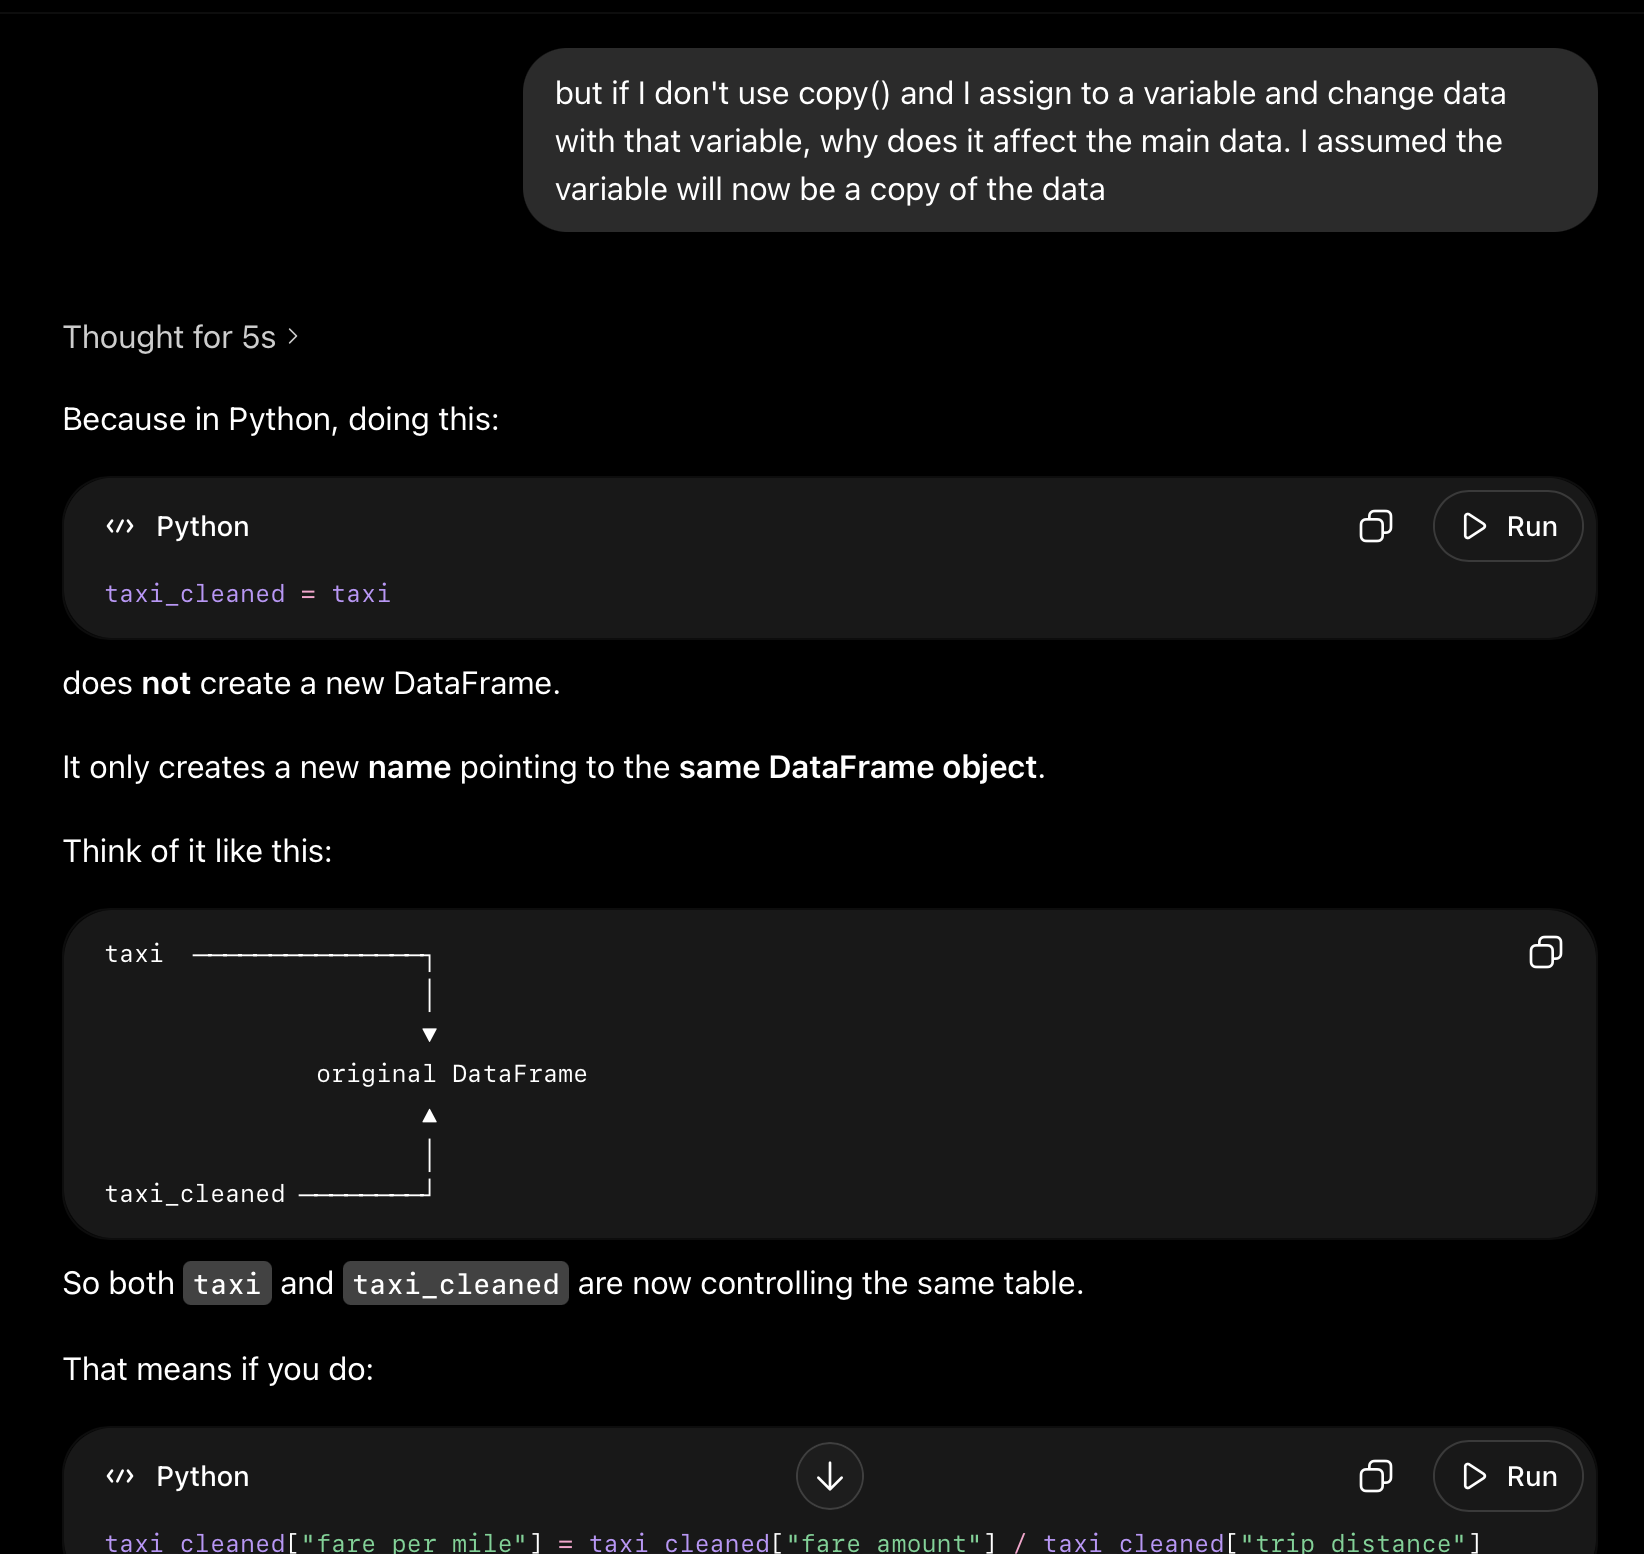 but if I don't use copy() and I assign to a variable and change data
with that variable, why does it affect the main data. I assumed the
variable will now be a copy of the data
Thought for 5s
Because in Python, doing this:
Python
Run
taxi_cleaned = taxi
does not create a new DataFrame.
It only creates a new name pointing to the same DataFrame object.
Think of it like this:
taxi
original DataFrame
taxi_cleaned
So both taxi and taxi_cleaned are now controlling the same table.
That means if you do:
Python
Run
taxi_cleaned["fare_per_mile"] = taxi_cleaned["fare_amount"] / taxi_cleaned["trip_distance"]